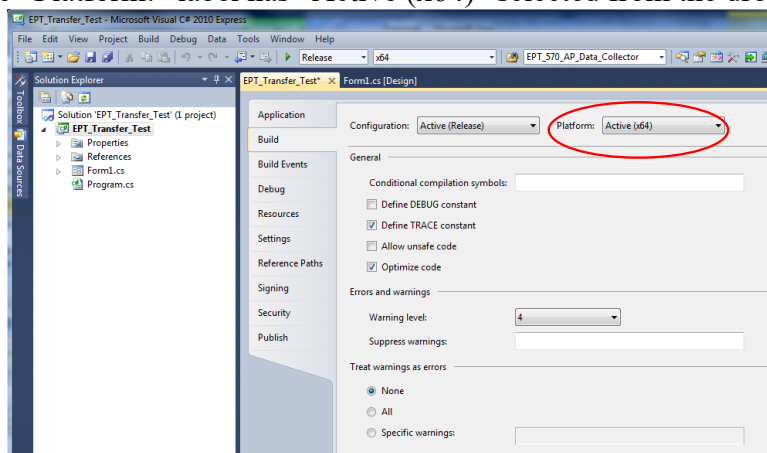 Platform: label has Active (x64) selected from the
EPT_Transfer_Test - Microsoft Visual C# 2010 Express
File Edit View Project Build Debug Data Tools Window Help
Release x64 EPT_570_AP_Data_Collector
Solution Explorer
EPT_Transfer_Test* Form1.cs [Design]
Toolbox
Data Sources
Solution 'EPT_Transfer_Test' (1 project)
EPT_Transfer_Test
Properties
References
Form1.cs
Program.cs
Application
Build
Build Events
Debug
Resources
Settings
Reference Paths
Signing
Security
Publish
Configuration: Active (Release) Platform: Active (x64)
General
Conditional compilation symbols:
Define DEBUG constant
Define TRACE constant
Allow unsafe code
Optimize code
Errors and warnings
Warning level: 4
Suppress warnings:
Treat warnings as errors
None
All
Specific warnings: